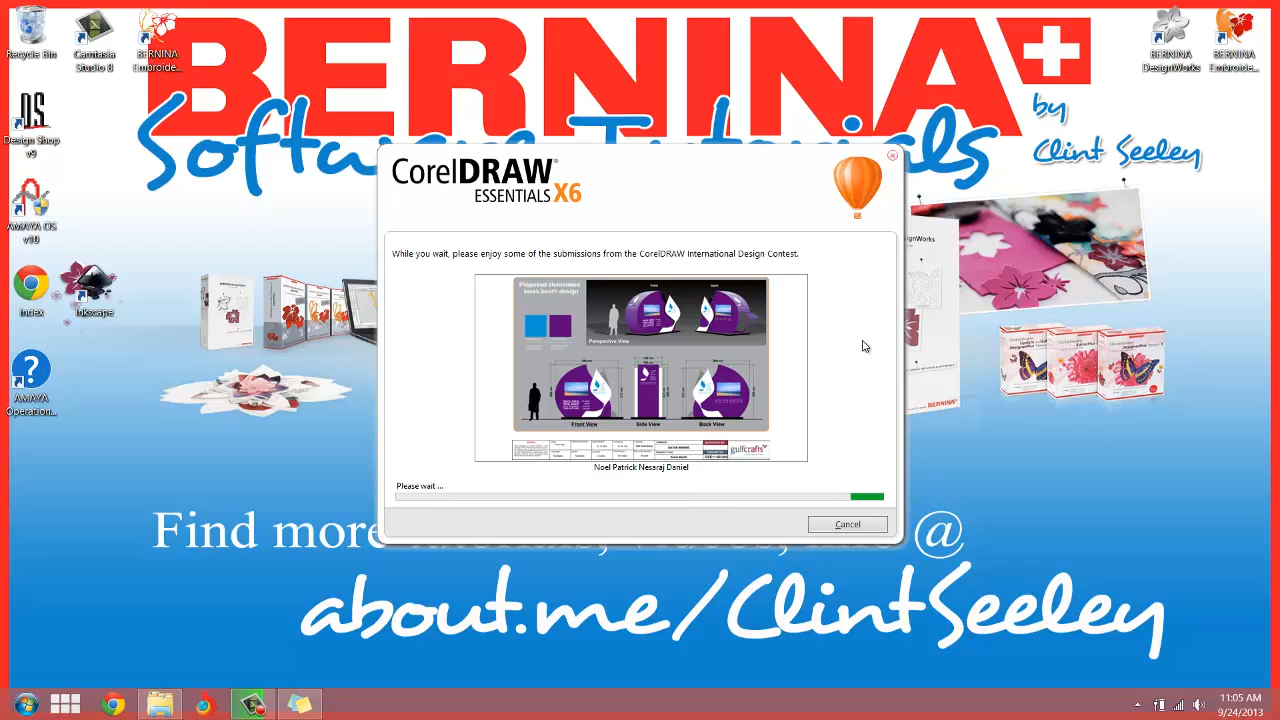 Recycle Bin
Camtasia
Studio 8
BERNINA
Embroide...
BERNINA
DesignWorks
BERNINA
Embroide...
BERNINA
by
Clint Seeley
Software Tutorials
DS
Design Shop
v9
AMAYA OS
v10
Index
Inkscape
AMAYA
Operation...
CorelDRAW®
ESSENTIALS X6
While you wait, please enjoy some of the submissions from the CorelDRAW International Design Contest.
Proposed illuminated
kiosk booth design
Perspective View
Front View
Side View
Back View
gulfcrafts
Noel Patrick Nesaraj Daniel
Please wait ...
Cancel
Find more
@
about.me/ClintSeeley
11:05 AM
9/24/2013